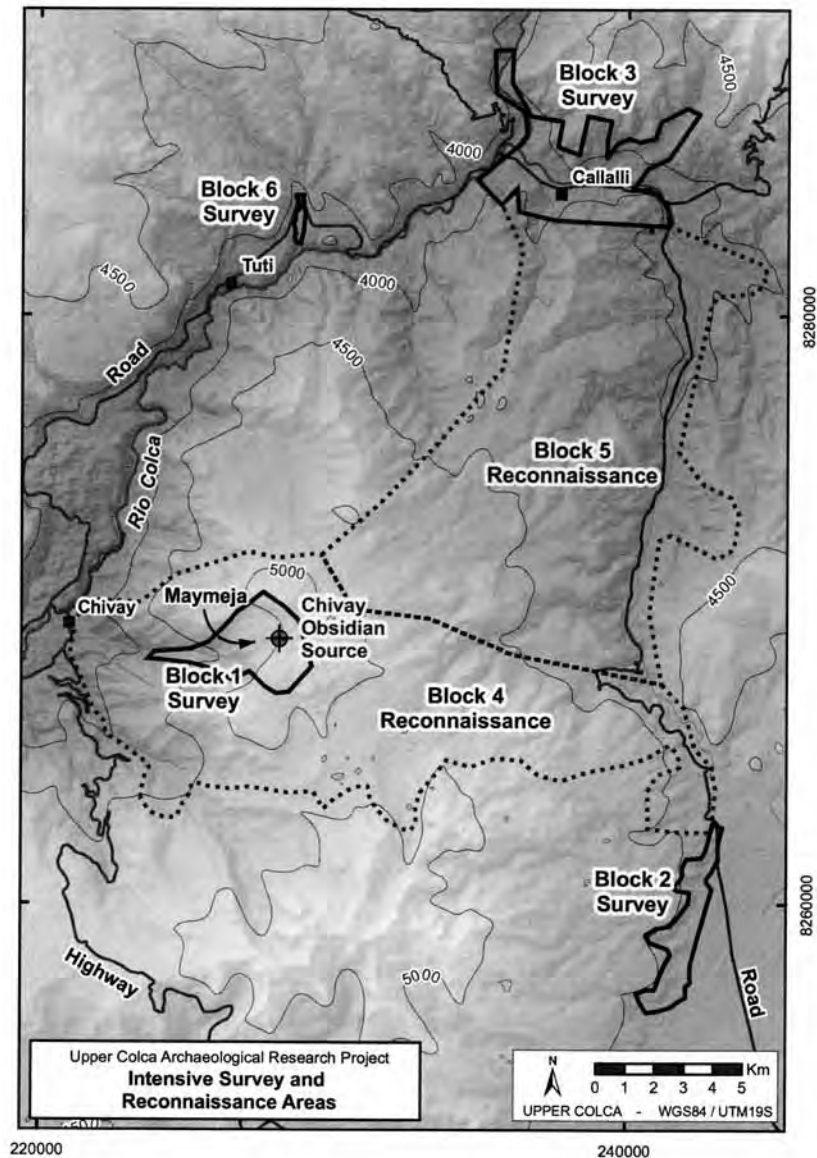 4500
Block 3
Survey
4500
4000
Callalli
Block 6
Survey
Tuti
4500
4000
8280000
Road
4500
Rio Colca
Block 5
Reconnaissance
5000
4500
Maymeja
Chivay
Chivay
Obsidian
Source
Block 1
Survey
Block 4
Reconnaissance
Block 2
Survey
8260000
Highway
5000
Road
Upper Colca Archaeological Research Project
Intensive Survey and
Reconnaissance Areas
N
Km
0 1 2 3 4 5
UPPER COLCA - WGS84 / UTM19S
220000
240000